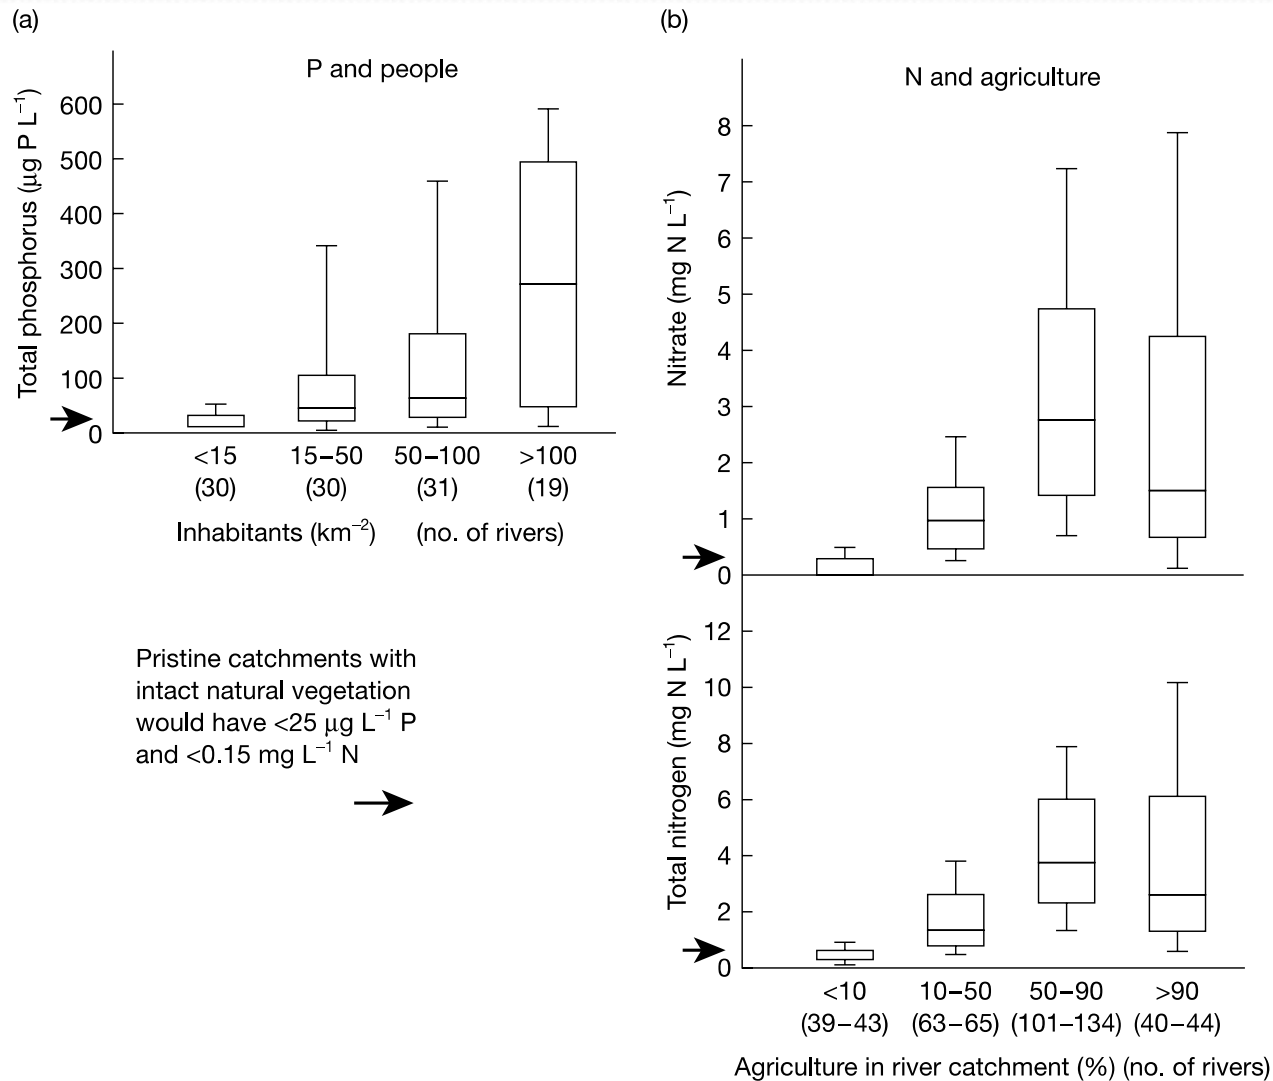 (a)
P and people
Total phosphorus (μg P L⁻¹)
600
500
400
300
200
100
0
<15 15–50 50–100 >100
(30) (30) (31) (19)
Inhabitants (km⁻²) (no. of rivers)
Pristine catchments with
intact natural vegetation
would have <25 μg L⁻¹ P
and <0.15 mg L⁻¹ N
(b)
N and agriculture
Nitrate (mg N L⁻¹)
8
7
6
5
4
3
2
1
0
Total nitrogen (mg N L⁻¹)
12
10
8
6
4
2
0
<10 10–50 50–90 >90
(39–43) (63–65) (101–134) (40–44)
Agriculture in river catchment (%) (no. of rivers)